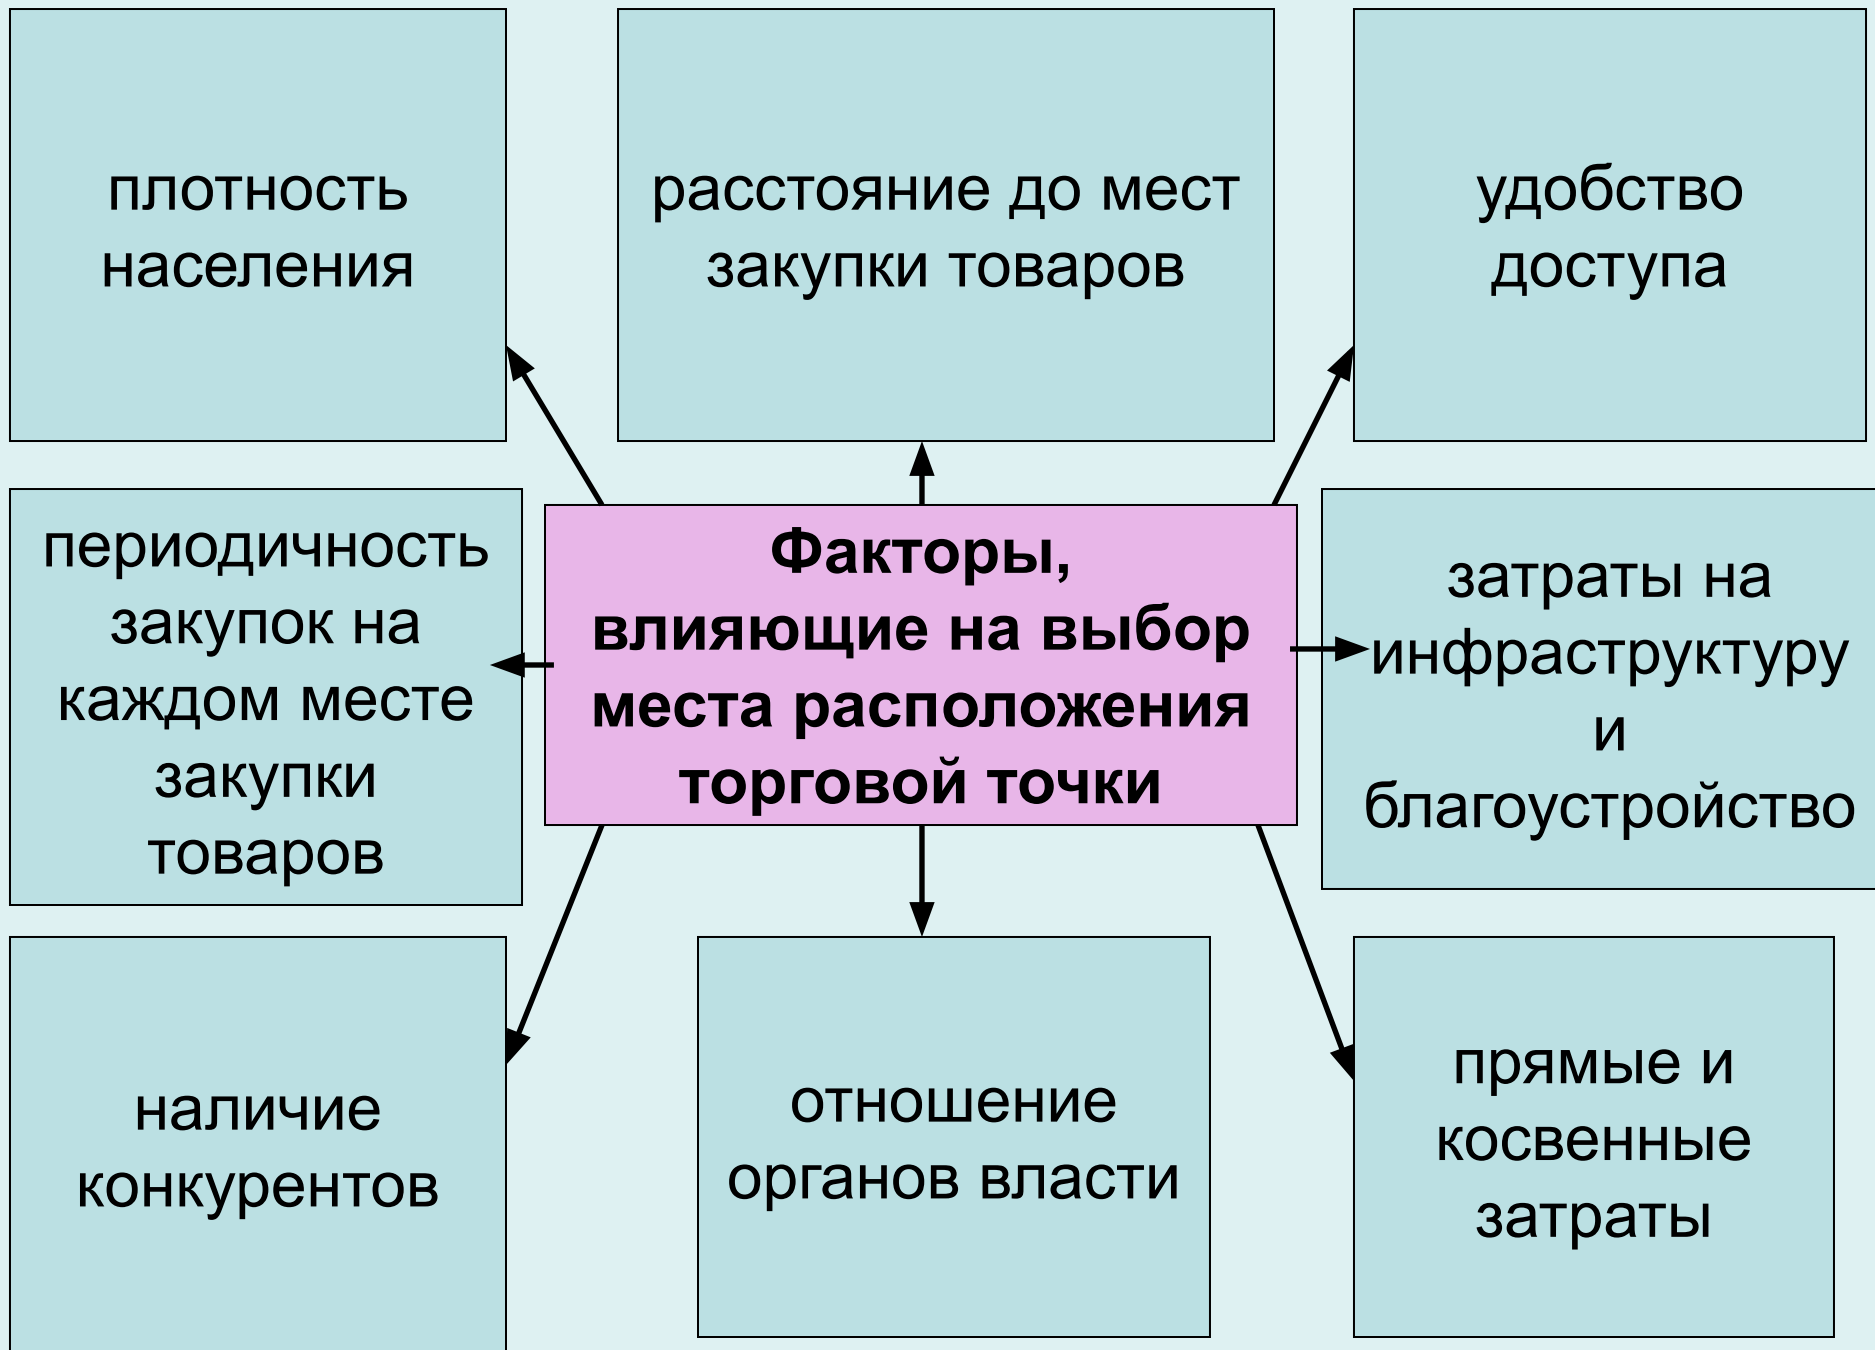 плотность
населения
расстояние до мест
закупки товаров
удобство
доступа
периодичность
закупок на
каждом месте
закупки
товаров
Факторы,
влияющие на выбор
места расположения
торговой точки
затраты на
инфраструктуру
и
благоустройство
наличие
конкурентов
отношение
органов власти
прямые и
косвенные
затраты